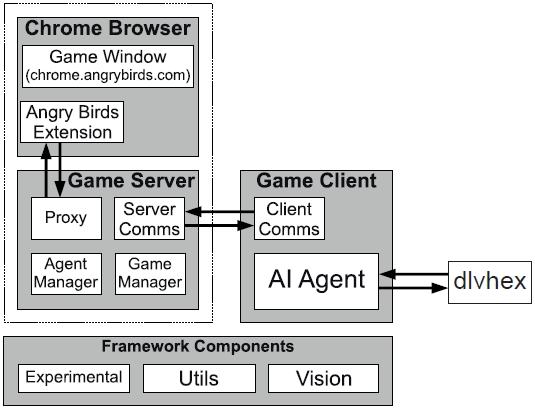 Chrome Browser
Game Window
(chrome.angrybirds.com)
Angry Birds
Extension
Game Server
Proxy
Server
Comms
Agent
Manager
Game
Manager
Game Client
Client
Comms
AI Agent
dlvhex
Framework Components
Experimental
Utils
Vision